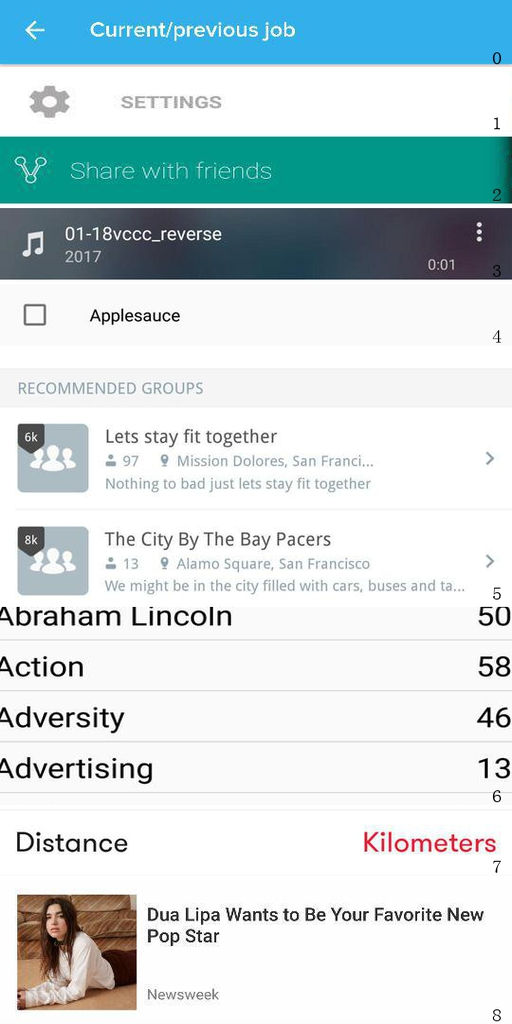 Current/previous job
0
SETTINGS
1
Share with friends
2
01-18vccc_reverse
2017
0:01
3
Applesauce
4
RECOMMENDED GROUPS
6k
Lets stay fit together
97 Mission Dolores, San Franci...
Nothing to bad just lets stay fit together
8k
The City By The Bay Pacers
13 Alamo Square, San Francisco
We might be in the city filled with cars, buses and ta...
5
Abraham Lincoln 50
Action 58
Adversity 46
Advertising 13
6
Distance Kilometers
7
Dua Lipa Wants to Be Your Favorite New
Pop Star
Newsweek
8